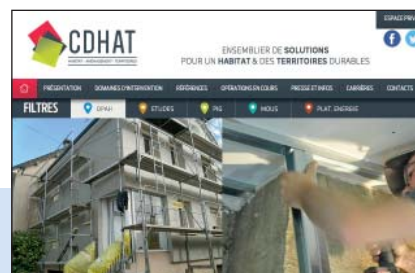 ESPACE PRIV
CDHAT
HABITAT - AMÉNAGEMENT - TERRITOIRES
ENSEMBLIER DE SOLUTIONS
POUR UN HABITAT & DES TERRITOIRES DURABLES
PRÉSENTATION DOMAINES D'INTERVENTION RÉFÉRENCES OPÉRATIONS EN COURS PRESSE ET INFOS CARRIÈRES CONTACTS
FILTRES OPAH ETUDES PIG MOUS PLAT. ENERGIE